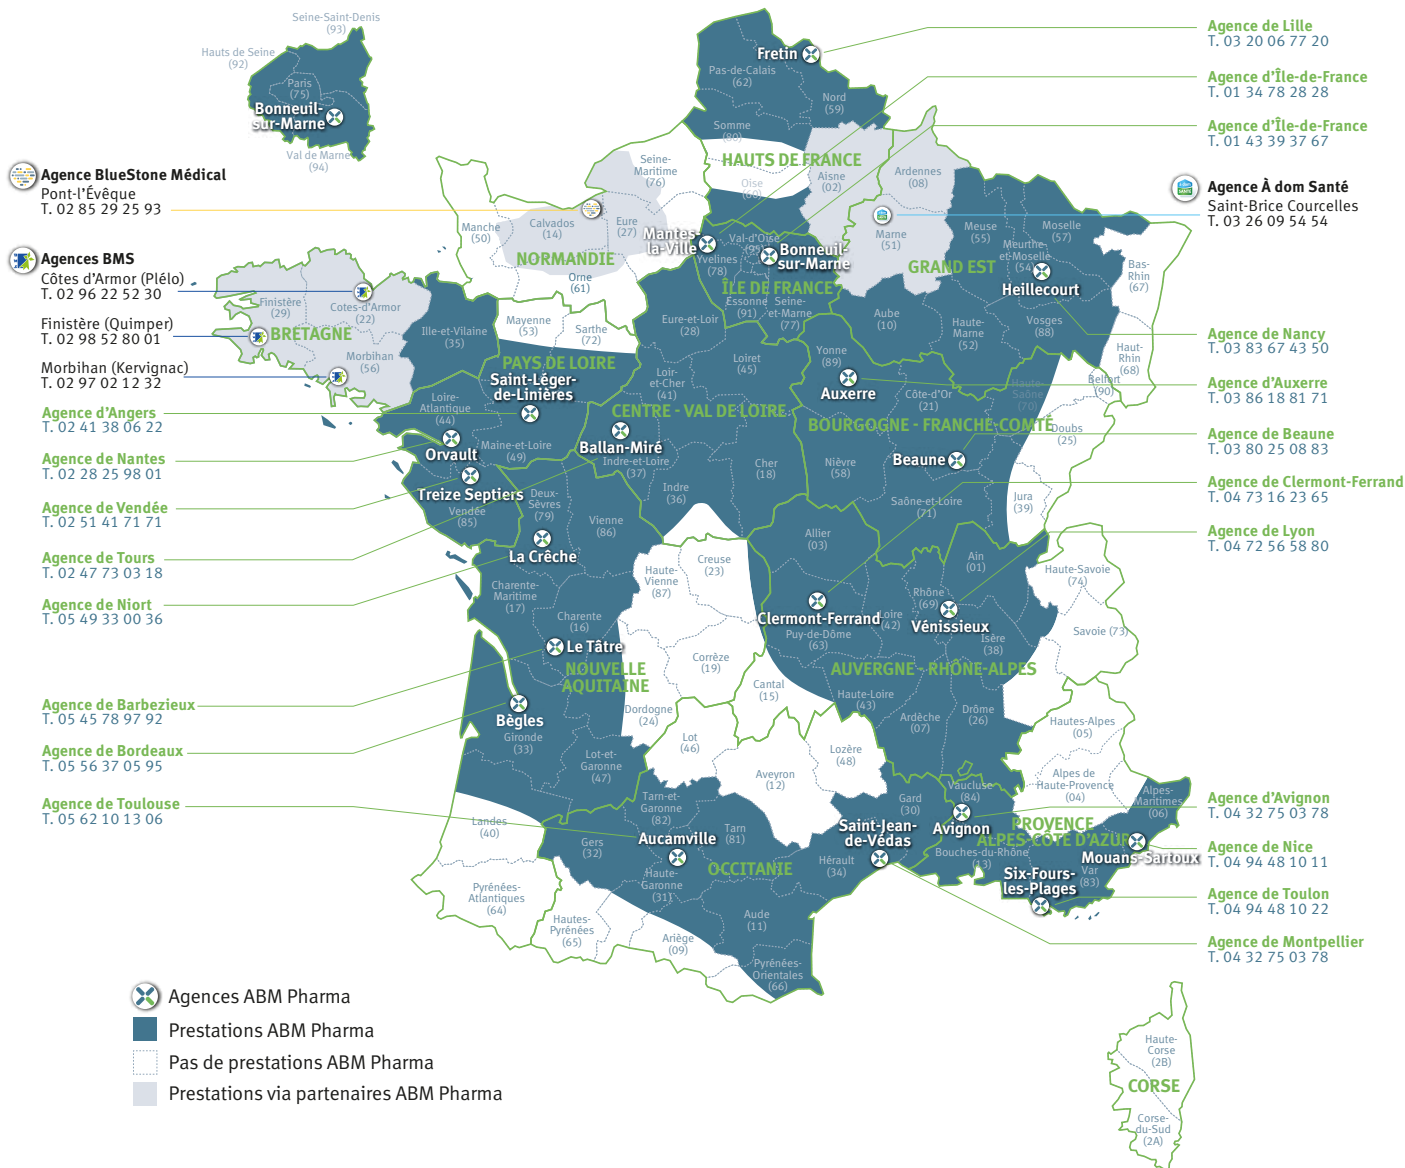 Seine-Saint-Denis
(93)
Hauts de Seine
(92)
Paris
(75)
Bonneuil-
sur-Marne
Val de Marne
(94)
Agence BlueStone Médical
Pont-l'Évêque
T. 02 85 29 25 93
Agences BMS
Côtes d'Armor (Plélo)
T. 02 96 22 52 30
Finistère (Quimper)
T. 02 98 52 80 01
Morbihan (Kervignac)
T. 02 97 02 12 32
Agence d'Angers
T. 02 41 38 06 22
Agence de Nantes
T. 02 28 25 98 01
Agence de Vendée
T. 02 51 41 71 71
Agence de Tours
T. 02 47 73 03 18
Agence de Niort
T. 05 49 33 00 36
Agence de Barbezieux
T. 05 45 78 97 92
Agence de Bordeaux
T. 05 56 37 05 95
Agence de Toulouse
T. 05 62 10 13 06
Fretin
Pas-de-Calais
(62)
Nord
(59)
Somme
(80)
HAUTS DE FRANCE
Oise
(60)
Aisne
(02)
Seine-
Maritime
(76)
Eure
(27)
Calvados
(14)
Manche
(50)
NORMANDIE
Orne
(61)
Ardennes
(08)
Marne
(51)
GRAND EST
Meuse
(55)
Moselle
(57)
Meurthe-
et-Moselle
(54)
Heillecourt
Bas-
Rhin
(67)
Vosges
(88)
Haut-
Rhin
(68)
Aube
(10)
Haute-
Marne
(52)
Mantes-
la-Ville
Val-d'Oise
(95)
Yvelines
(78)
Bonneuil-
sur-Marne
ÎLE DE FRANCE
Essonne
(91)
Seine-
et-Marne
(77)
Finistère
(29)
Cotes-d'Armor
(22)
BRETAGNE
Morbihan
(56)
Ille-et-Vilaine
(35)
Mayenne
(53)
Sarthe
(72)
PAYS DE LOIRE
Saint-Léger-
de-Linières
Loire-
Atlantique
(44)
Orvault
Maine-et-Loire
(49)
Treize Septiers
Vendée
(85)
Eure-et-Loir
(28)
Loiret
(45)
Loir-
et-Cher
(41)
CENTRE - VAL DE LOIRE
Ballan-Miré
Indre-et-Loire
(37)
Cher
(18)
Indre
(36)
Yonne
(89)
Auxerre
Côte-d'Or
(21)
Haute-
Saône
(70)
Belfort
(90)
BOURGOGNE - FRANCHE-COMTÉ
Doubs
(25)
Nièvre
(58)
Beaune
Saône-et-Loire
(71)
Jura
(39)
Deux-
Sèvres
(79)
Vienne
(86)
La Crêche
Charente-
Maritime
(17)
Charente
(16)
Haute-
Vienne
(87)
Creuse
(23)
Le Tâtre
NOUVELLE
AQUITAINE
Corrèze
(19)
Dordogne
(24)
Bègles
Gironde
(33)
Lot-et-
Garonne
(47)
Landes
(40)
Pyrénées-
Atlantiques
(64)
Allier
(03)
Clermont-Ferrand
Puy-de-Dôme
(63)
Loire
(42)
Rhône
(69)
Ain
(01)
Vénissieux
Isère
(38)
Haute-Savoie
(74)
Savoie (73)
AUVERGNE - RHÔNE-ALPES
Cantal
(15)
Haute-Loire
(43)
Ardèche
(07)
Drôme
(26)
Lot
(46)
Aveyron
(12)
Lozère
(48)
Tarn-et-
Garonne
(82)
Gers
(32)
Aucamville
Tarn
(81)
Gard
(30)
Saint-Jean-
de-Védas
Hérault
(34)
OCCITANIE
Haute-
Garonne
(31)
Hautes-
Pyrénées
(65)
Ariège
(09)
Aude
(11)
Pyrénées-
Orientales
(66)
Hautes-Alpes
(05)
Alpes de
Haute-Provence
(04)
Alpes-
Maritimes
(06)
Vaucluse
(84)
Avignon
PROVENCE
ALPES-CÔTE D'AZUR
Bouches-du-Rhône
(13)
Mouans-Sartoux
Var
(83)
Six-Fours-
les-Plages
Haute-
Corse
(2B)
CORSE
Corse-
du-Sud
(2A)
Agence de Lille
T. 03 20 06 77 20
Agence d'Île-de-France
T. 01 34 78 28 28
Agence d'Île-de-France
T. 01 43 39 37 67
Agence À dom Santé
Saint-Brice Courcelles
T. 03 26 09 54 54
Agence de Nancy
T. 03 83 67 43 50
Agence d'Auxerre
T. 03 86 18 81 71
Agence de Beaune
T. 03 80 25 08 83
Agence de Clermont-Ferrand
T. 04 73 16 23 65
Agence de Lyon
T. 04 72 56 58 80
Agence d'Avignon
T. 04 32 75 03 78
Agence de Nice
T. 04 94 48 10 11
Agence de Toulon
T. 04 94 48 10 22
Agence de Montpellier
T. 04 32 75 03 78
Agences ABM Pharma
Prestations ABM Pharma
Pas de prestations ABM Pharma
Prestations via partenaires ABM Pharma